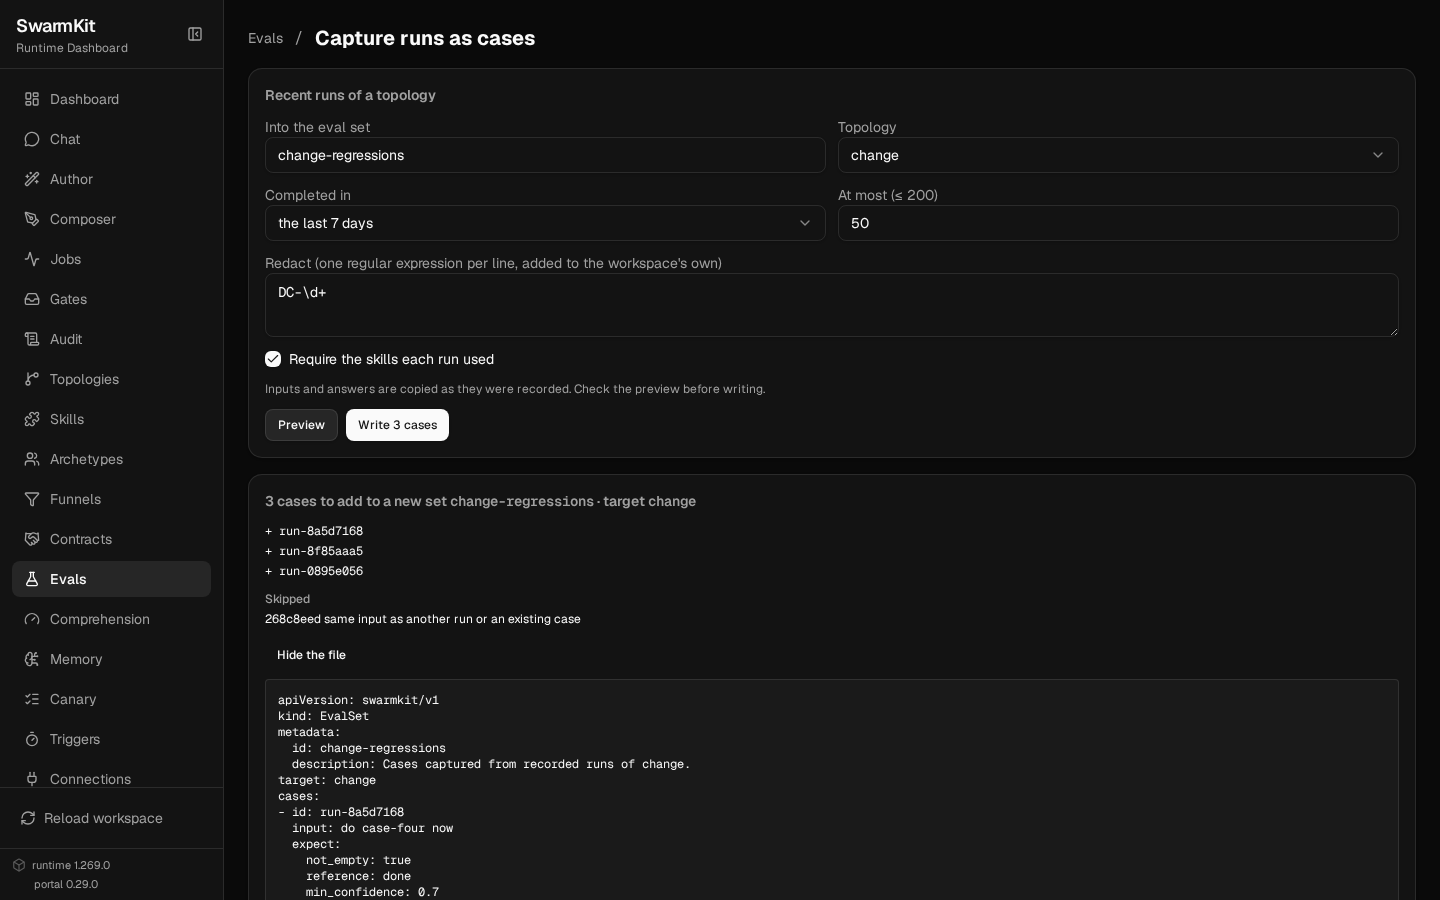 SwarmKit
Runtime Dashboard
Dashboard
Chat
Author
Composer
Jobs
Gates
Audit
Topologies
Skills
Archetypes
Funnels
Contracts
Evals
Comprehension
Memory
Canary
Triggers
Connections
Reload workspace
runtime 1.269.0
portal 0.29.0
Evals / Capture runs as cases
Recent runs of a topology
Into the eval set
change-regressions
Topology
change
Completed in
the last 7 days
At most (≤ 200)
50
Redact (one regular expression per line, added to the workspace's own)
DC-\d+
Require the skills each run used
Inputs and answers are copied as they were recorded. Check the preview before writing.
Preview
Write 3 cases
3 cases to add to a new set change-regressions · target change
+ run-8a5d7168
+ run-8f85aaa5
+ run-0895e056
Skipped
268c8eed same input as another run or an existing case
Hide the file
apiVersion: swarmkit/v1
kind: EvalSet
metadata:
  id: change-regressions
  description: Cases captured from recorded runs of change.
target: change
cases:
- id: run-8a5d7168
  input: do case-four now
  expect:
    not_empty: true
    reference: done
    min_confidence: 0.7